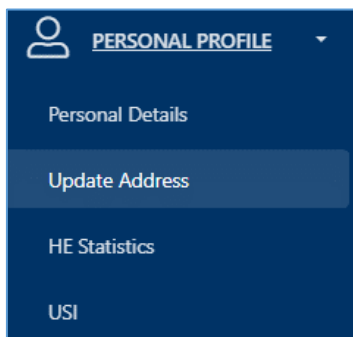 PERSONAL PROFILE
Personal Details
Update Address
HE Statistics
USI